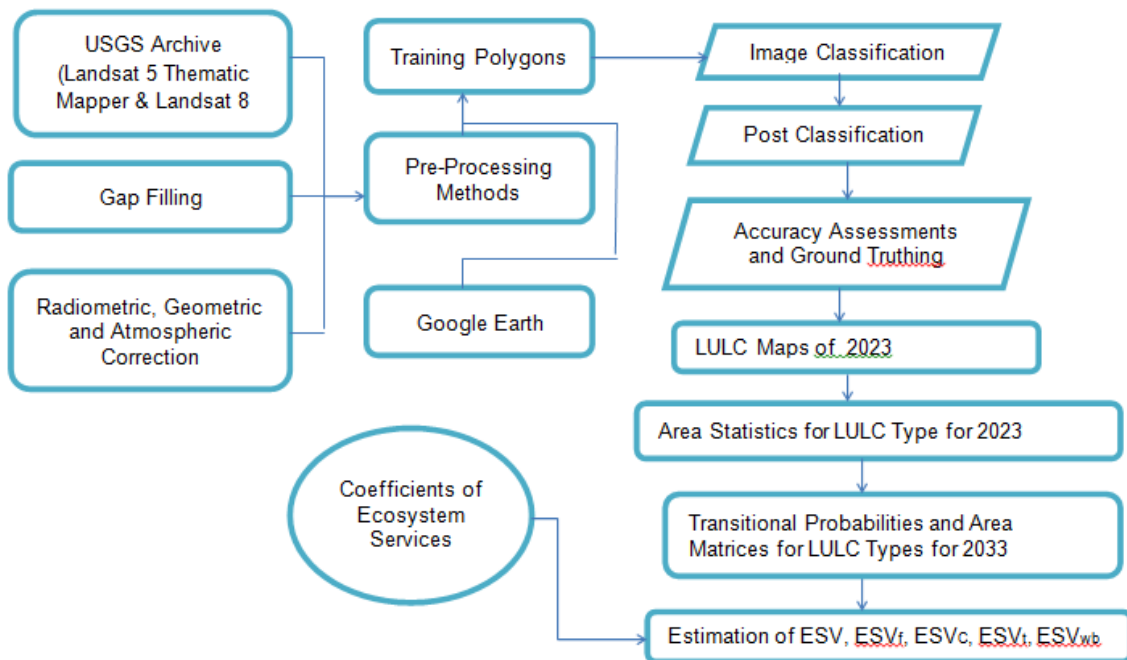 USGS Archive
(Landsat 5 Thematic
Mapper & Landsat 8
Gap Filling
Radiometric, Geometric
and Atmospheric
Correction
Training Polygons
Pre-Processing
Methods
Google Earth
Image Classification
Post Classification
Accuracy Assessments
and Ground Truthing
LULC Maps of 2023
Area Statistics for LULC Type for 2023
Coefficients of
Ecosystem
Services
Transitional Probabilities and Area
Matrices for LULC Types for 2033
Estimation of ESV, ESVf, ESVC, ESVt, ESVwb